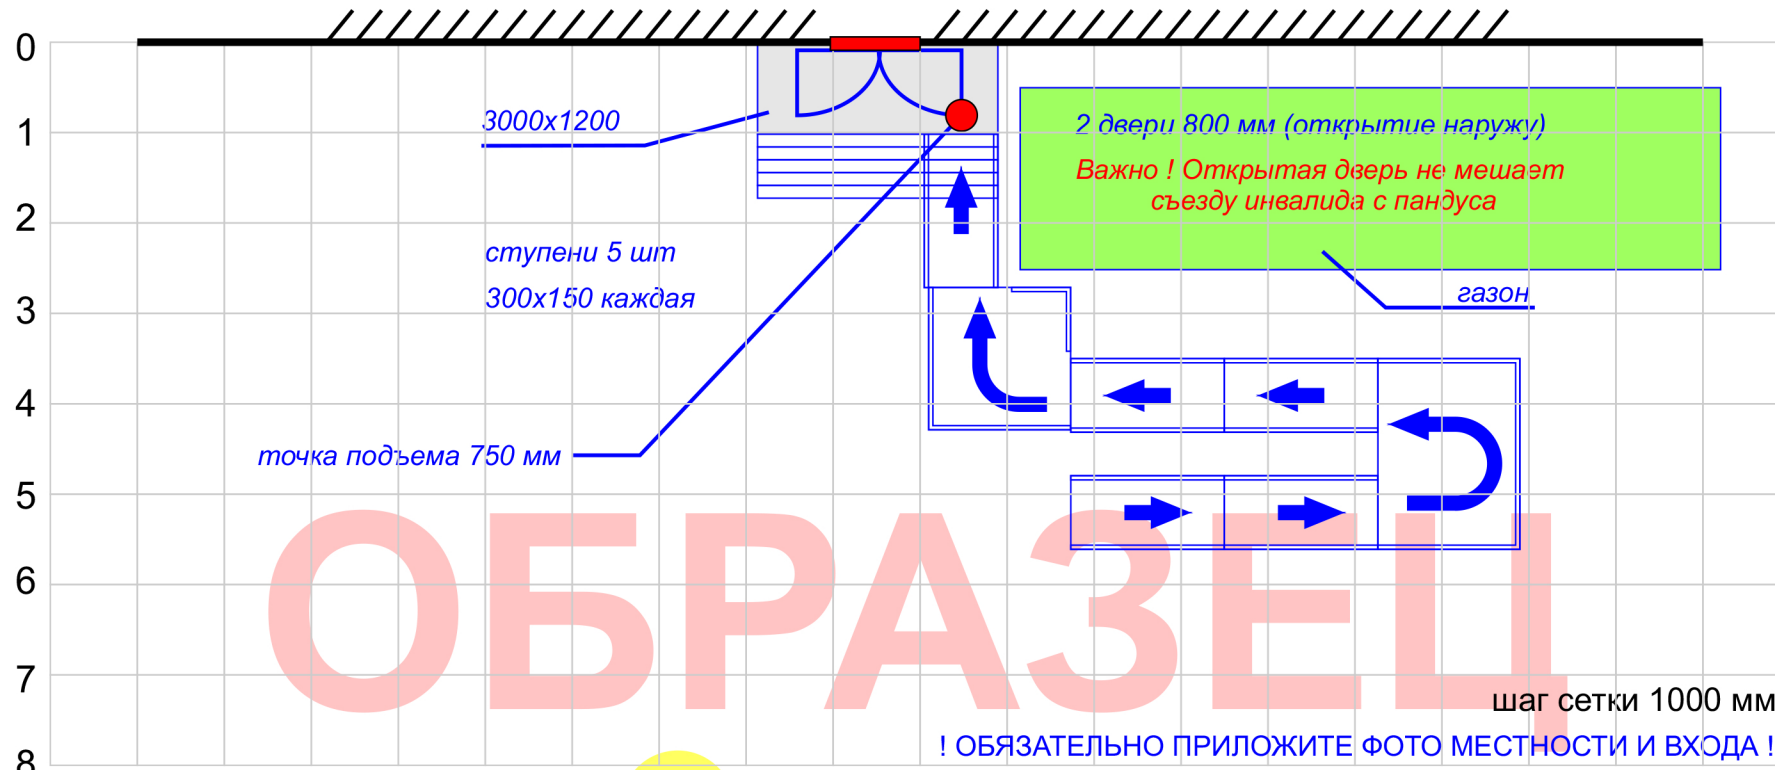 0
3000х1200
1
2 двери 800 мм (открытие наружу)
Важно ! Открытая дверь не мешает
съезду инвалида с пандуса
2
ступени 5 шт
300х150 каждая
газон
3
4
точка подъема 750 мм
5
ОБРАЗЕЦ
6
7
шаг сетки 1000 мм
! ОБЯЗАТЕЛЬНО ПРИЛОЖИТЕ ФОТО МЕСТНОСТИ И ВХОДА !
8